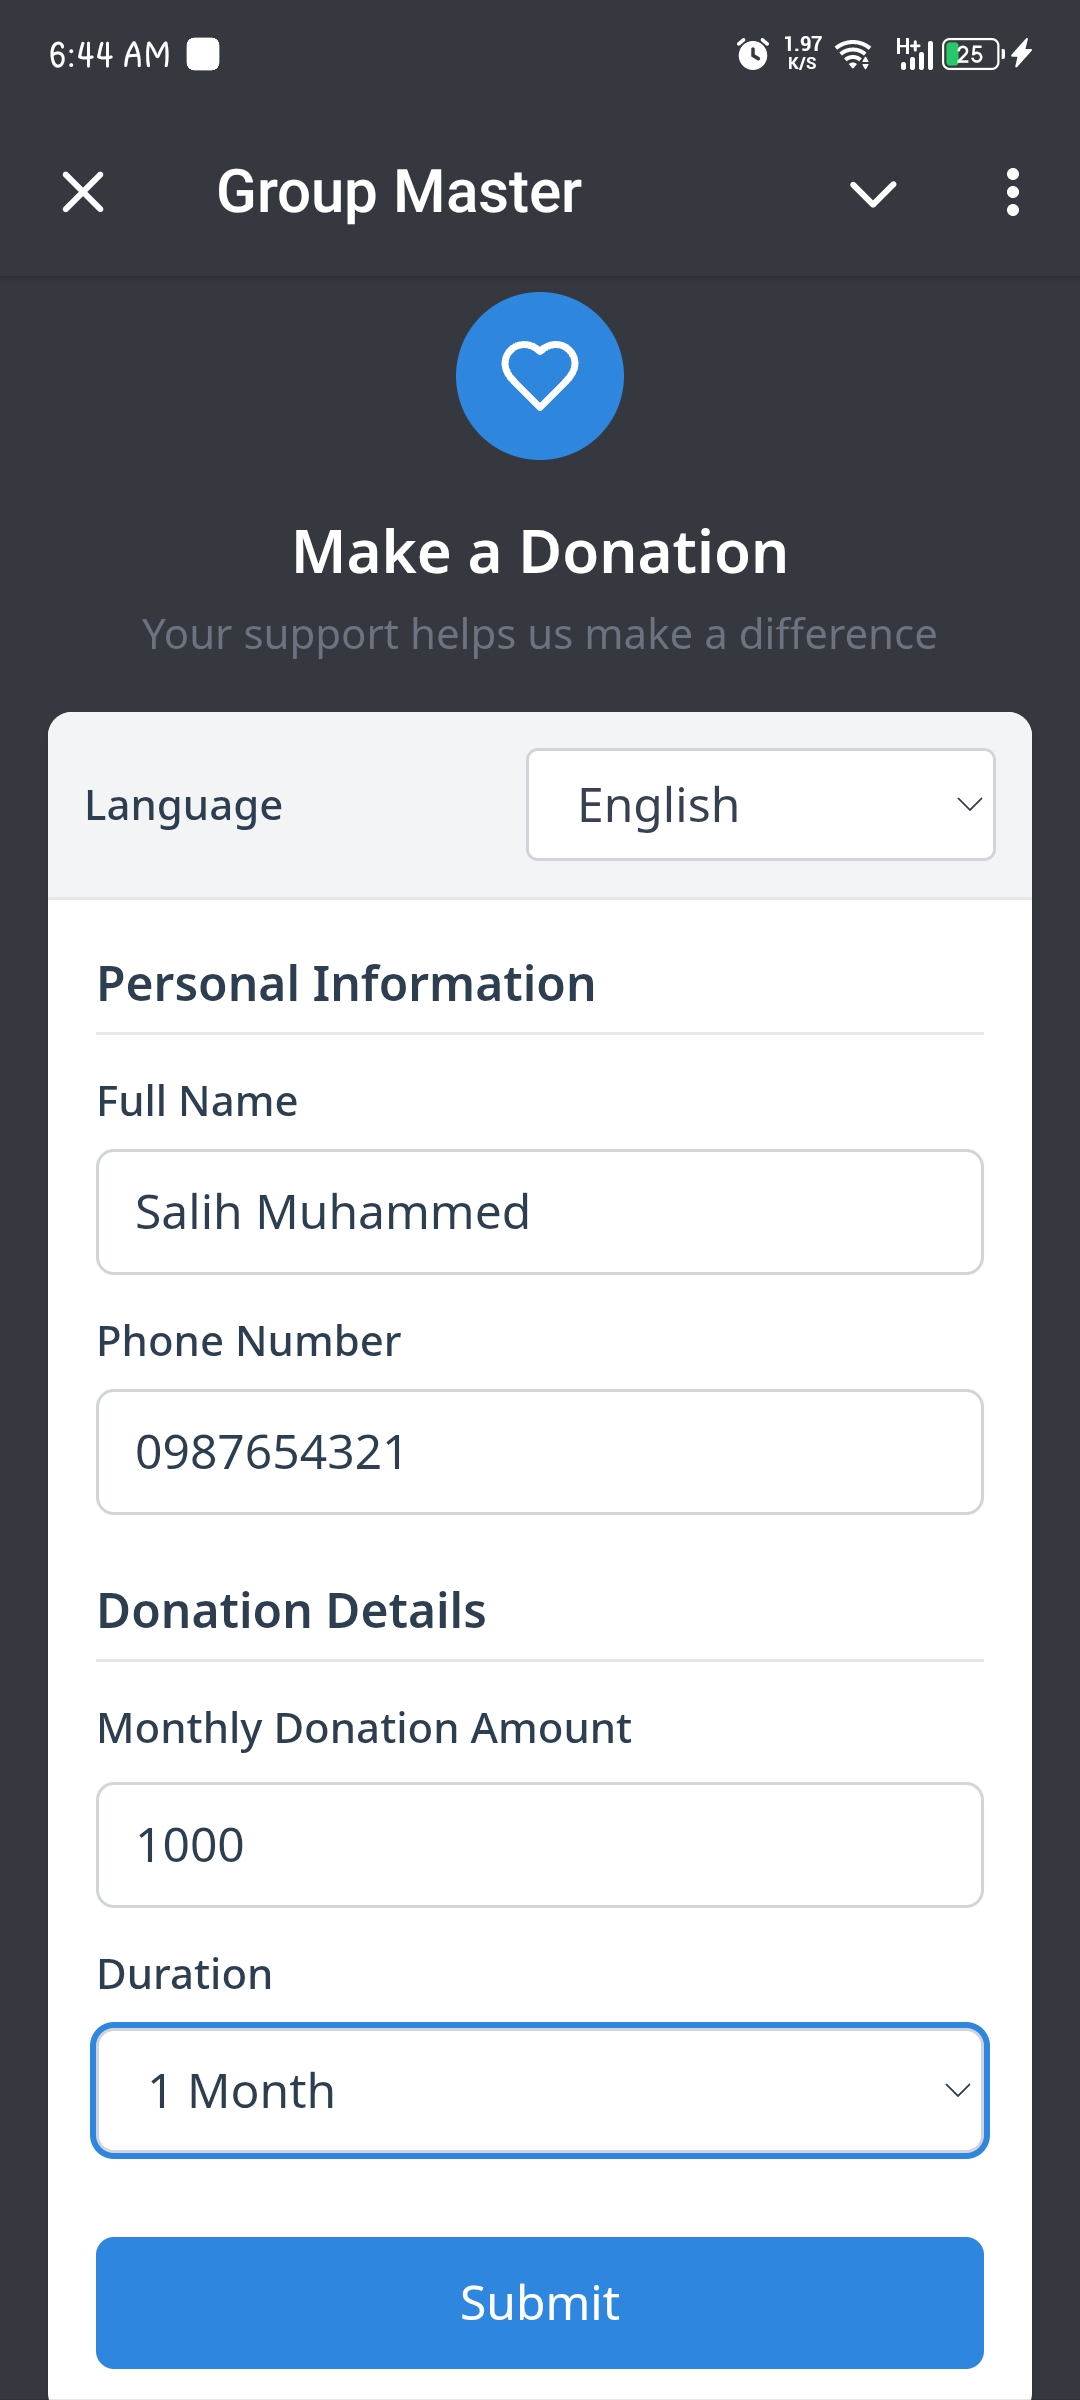 6:44 AM
1.97 K/S
H+
25
Group Master
Make a Donation
Your support helps us make a difference
Language
English
Personal Information
Full Name
Salih Muhammed
Phone Number
0987654321
Donation Details
Monthly Donation Amount
1000
Duration
1 Month
Submit